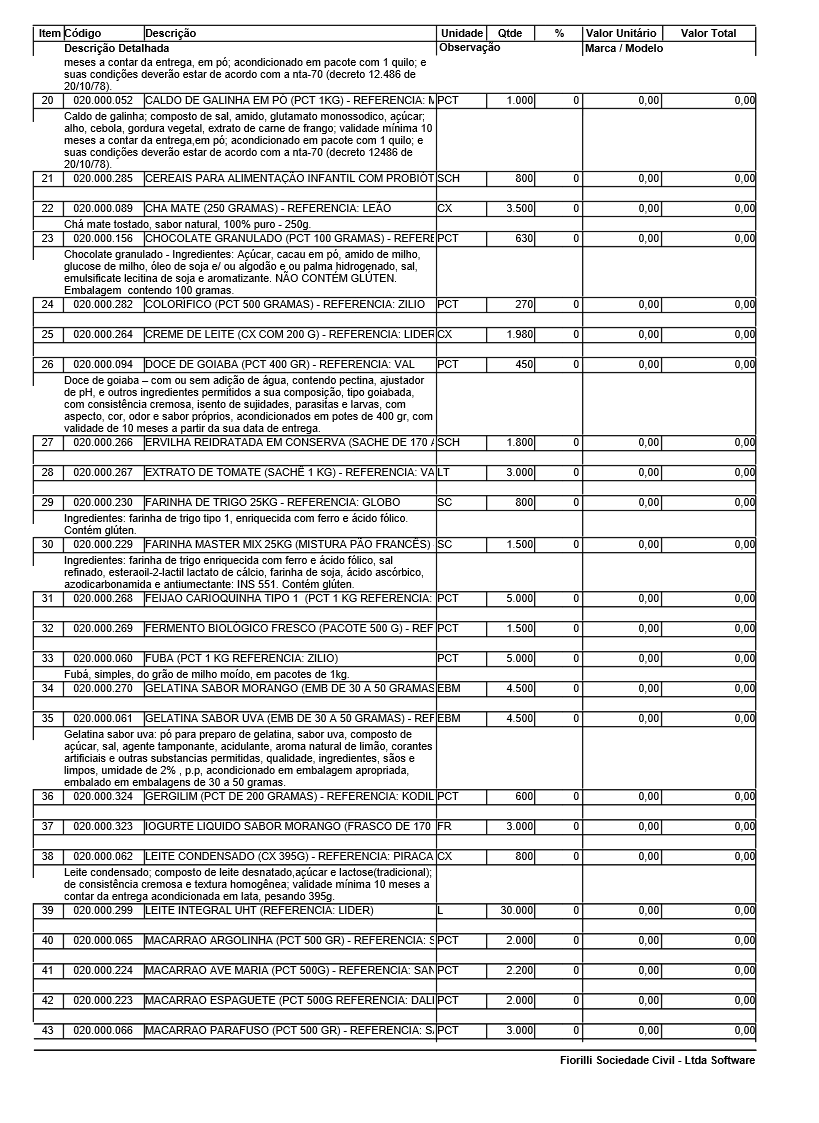 Item Código Descrição Unidade Qtde % Valor Unitário Valor Total
Descrição Detalhada Observação Marca / Modelo
meses a contar da entrega, em pó; acondicionado em pacote com 1 quilo; e
suas condições deverão estar de acordo com a nta-70 (decreto 12.486 de
20/10/78).
20 020.000.052 CALDO DE GALINHA EM PÓ (PCT 1KG) - REFERENCIA: M PCT 1.000 0 0,00 0,00
Caldo de galinha; composto de sal, amido, glutamato monossodico, açúcar;
alho, cebola, gordura vegetal, extrato de carne de frango; validade mínima 10
meses a contar da entrega,em pó; acondicionado em pacote com 1 quilo; e
suas condições deverão estar de acordo com a nta-70 (decreto 12486 de
20/10/78).
21 020.000.285 CEREAIS PARA ALIMENTAÇÃO INFANTIL COM PROBIÓT SCH 800 0 0,00 0,00
22 020.000.089 CHA MATE (250 GRAMAS) - REFERENCIA: LEÃO CX 3.500 0 0,00 0,00
Chá mate tostado, sabor natural, 100% puro - 250g.
23 020.000.156 CHOCOLATE GRANULADO (PCT 100 GRAMAS) - REFERE PCT 630 0 0,00 0,00
Chocolate granulado - Ingredientes: Açúcar, cacau em pó, amido de milho,
glucose de milho, óleo de soja e/ ou algodão e ou palma hidrogenado, sal,
emulsificate lecitina de soja e aromatizante. NÃO CONTÉM GLÚTEN.
Embalagem contendo 100 gramas.
24 020.000.282 COLORÍFICO (PCT 500 GRAMAS) - REFERENCIA: ZILIO PCT 270 0 0,00 0,00
25 020.000.264 CREME DE LEITE (CX COM 200 G) - REFERENCIA: LIDER CX 1.980 0 0,00 0,00
26 020.000.094 DOCE DE GOIABA (PCT 400 GR) - REFERENCIA: VAL PCT 450 0 0,00 0,00
Doce de goiaba – com ou sem adição de água, contendo pectina, ajustador
de pH, e outros ingredientes permitidos a sua composição, tipo goiabada,
com consistência cremosa, isento de sujidades, parasitas e larvas, com
aspecto, cor, odor e sabor próprios, acondicionados em potes de 400 gr, com
validade de 10 meses a partir da sua data de entrega.
27 020.000.266 ERVILHA REIDRATADA EM CONSERVA (SACHE DE 170 A SCH 1.800 0 0,00 0,00
28 020.000.267 EXTRATO DE TOMATE (SACHÊ 1 KG) - REFERENCIA: VA LT 3.000 0 0,00 0,00
29 020.000.230 FARINHA DE TRIGO 25KG - REFERENCIA: GLOBO SC 800 0 0,00 0,00
Ingredientes: farinha de trigo tipo 1, enriquecida com ferro e ácido fólico.
Contém glúten.
30 020.000.229 FARINHA MASTER MIX 25KG (MISTURA PÃO FRANCÊS) - SC 1.500 0 0,00 0,00
Ingredientes: farinha de trigo enriquecida com ferro e ácido fólico, sal
refinado, esteraoil-2-lactil lactato de cálcio, farinha de soja, ácido ascórbico,
azodicarbonamida e antiumectante: INS 551. Contém glúten.
31 020.000.268 FEIJAO CARIOQUINHA TIPO 1 (PCT 1 KG REFERENCIA: PCT 5.000 0 0,00 0,00
32 020.000.269 FERMENTO BIOLÓGICO FRESCO (PACOTE 500 G) - REF PCT 1.500 0 0,00 0,00
33 020.000.060 FUBA (PCT 1 KG REFERENCIA: ZILIO) PCT 5.000 0 0,00 0,00
Fubá, simples, do grão de milho moído, em pacotes de 1kg.
34 020.000.270 GELATINA SABOR MORANGO (EMB DE 30 A 50 GRAMAS EBM 4.500 0 0,00 0,00
35 020.000.061 GELATINA SABOR UVA (EMB DE 30 A 50 GRAMAS) - REF EBM 4.500 0 0,00 0,00
Gelatina sabor uva: pó para preparo de gelatina, sabor uva, composto de
açúcar, sal, agente tamponante, acidulante, aroma natural de limão, corantes
artificiais e outras substancias permitidas, qualidade, ingredientes, sãos e
limpos, umidade de 2% , p.p, acondicionado em embalagem apropriada,
embalado em embalagens de 30 a 50 gramas.
36 020.000.324 GERGILIM (PCT DE 200 GRAMAS) - REFERENCIA: KODIL PCT 600 0 0,00 0,00
37 020.000.323 IOGURTE LIQUIDO SABOR MORANGO (FRASCO DE 170 FR 3.000 0 0,00 0,00
38 020.000.062 LEITE CONDENSADO (CX 395G) - REFERENCIA: PIRACA CX 800 0 0,00 0,00
Leite condensado; composto de leite desnatado,açúcar e lactose(tradicional);
de consistência cremosa e textura homogênea; validade mínima 10 meses a
contar da entrega acondicionada em lata, pesando 395g.
39 020.000.299 LEITE INTEGRAL UHT (REFERENCIA: LIDER) L 30.000 0 0,00 0,00
40 020.000.065 MACARRAO ARGOLINHA (PCT 500 GR) - REFERENCIA: S PCT 2.000 0 0,00 0,00
41 020.000.224 MACARRAO AVE MARIA (PCT 500G) - REFERENCIA: SAN PCT 2.200 0 0,00 0,00
42 020.000.223 MACARRAO ESPAGUETE (PCT 500G REFERENCIA: DALL PCT 2.000 0 0,00 0,00
43 020.000.066 MACARRAO PARAFUSO (PCT 500 GR) - REFERENCIA: SA PCT 3.000 0 0,00 0,00
Fiorilli Sociedade Civil - Ltda Software